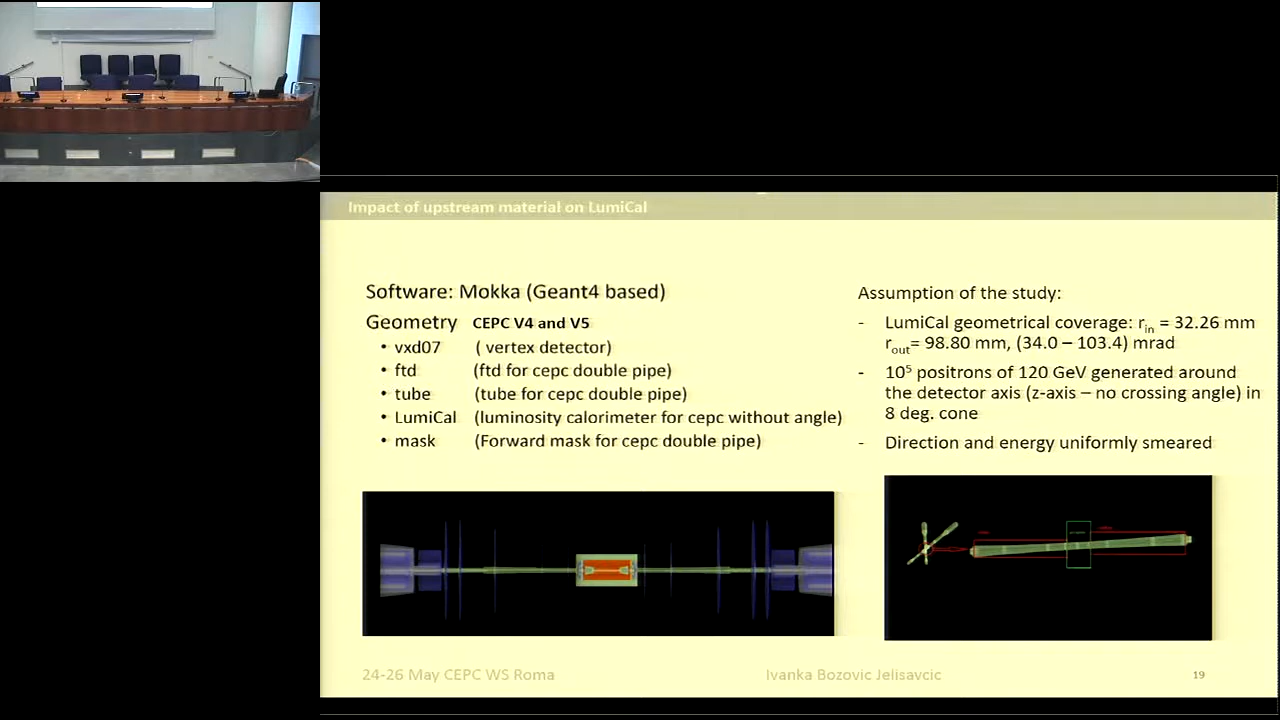 Impact of upstream material on LumiCal
Software: Mokka (Geant4 based)
Geometry CEPC V4 and V5
• vxd07 ( vertex detector)
• ftd (ftd for cepc double pipe)
• tube (tube for cepc double pipe)
• LumiCal (luminosity calorimeter for cepc without angle)
• mask (Forward mask for cepc double pipe)
Assumption of the study:
- LumiCal geometrical coverage: rin = 32.26 mm
rout= 98.80 mm, (34.0 – 103.4) mrad
- 10⁵ positrons of 120 GeV generated around
the detector axis (z-axis – no crossing angle) in
8 deg. cone
- Direction and energy uniformly smeared
24-26 May CEPC WS Roma
Ivanka Bozovic Jelisavcic
19